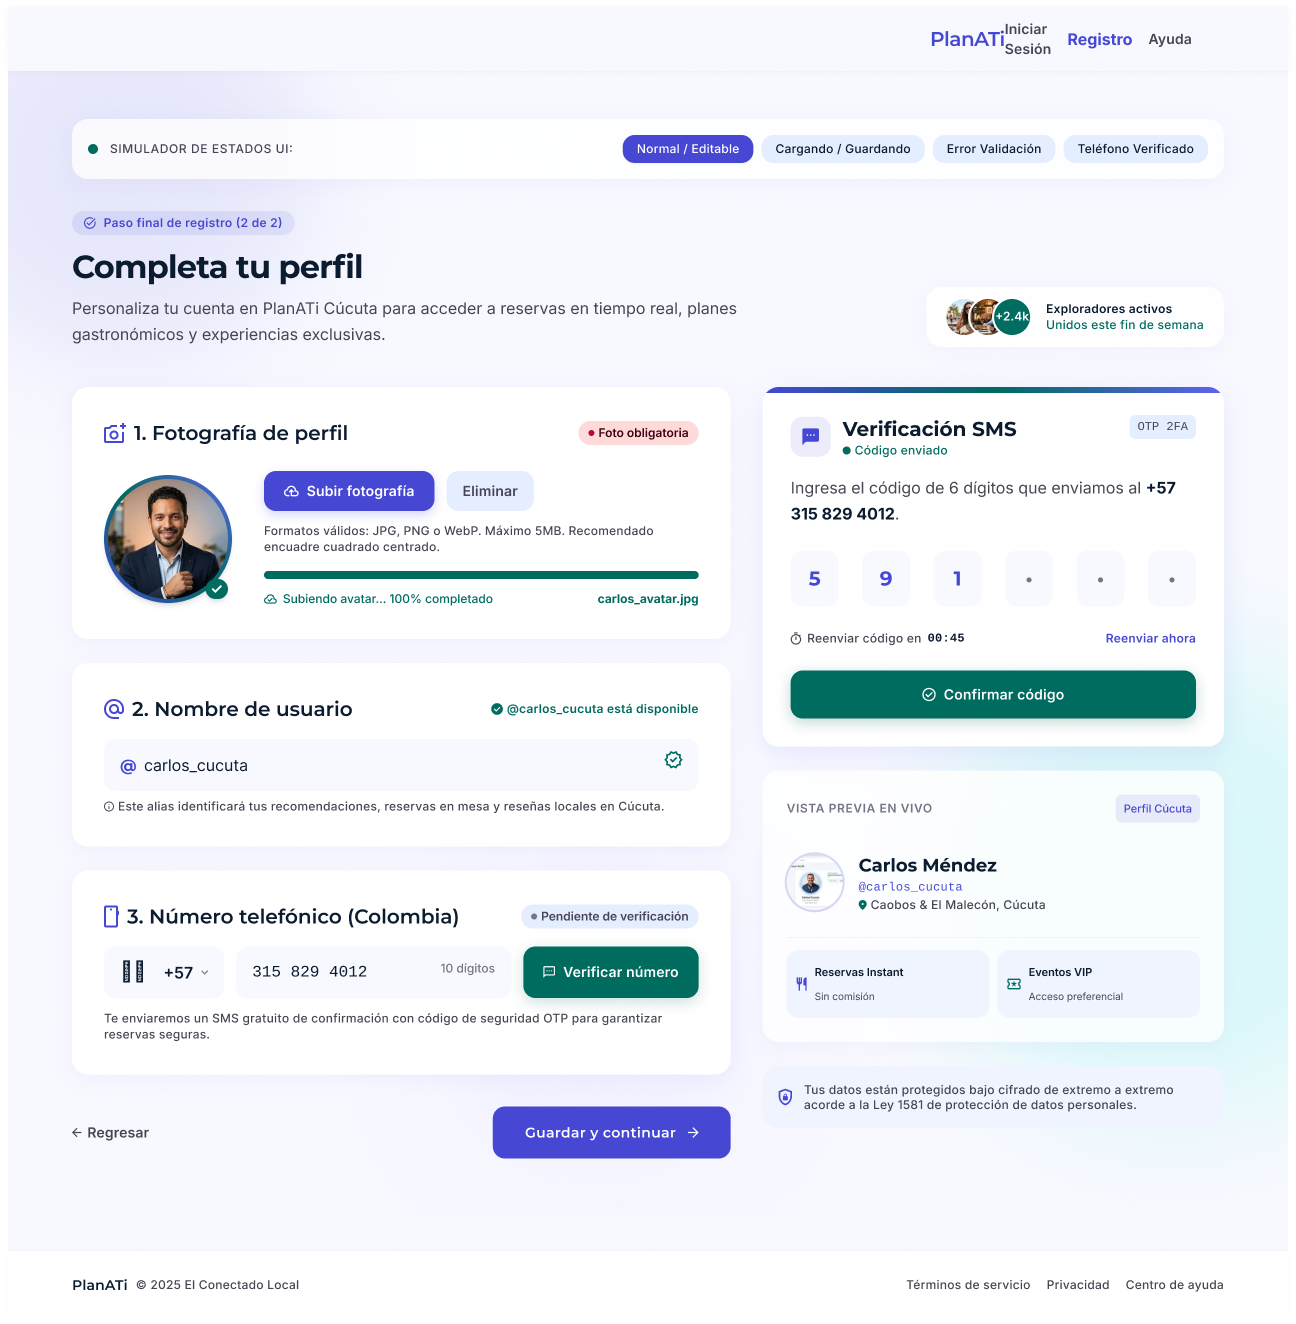 PlanATi
Iniciar
Sesión
Registro
Ayuda
SIMULADOR DE ESTADOS UI:
Normal / Editable
Cargando / Guardando
Error Validación
Teléfono Verificado
Paso final de registro (2 de 2)
Completa tu perfil
Personaliza tu cuenta en PlanATi Cúcuta para acceder a reservas en tiempo real, planes
gastronómicos y experiencias exclusivas.
+2.4k
Exploradores activos
Unidos este fin de semana
1. Fotografía de perfil
Foto obligatoria
Subir fotografía
Eliminar
Formatos válidos: JPG, PNG o WebP. Máximo 5MB. Recomendado
encuadre cuadrado centrado.
Subiendo avatar... 100% completado
carlos_avatar.jpg
2. Nombre de usuario
@carlos_cucuta está disponible
@ carlos_cucuta
Este alias identificará tus recomendaciones, reservas en mesa y reseñas locales en Cúcuta.
3. Número telefónico (Colombia)
Pendiente de verificación
+57
315 829 4012
10 dígitos
Verificar número
Te enviaremos un SMS gratuito de confirmación con código de seguridad OTP para garantizar
reservas seguras.
← Regresar
Guardar y continuar →
Verificación SMS
Código enviado
OTP 2FA
Ingresa el código de 6 dígitos que enviamos al +57
315 829 4012.
5 9 1 • • •
Reenviar código en 00:45
Reenviar ahora
Confirmar código
VISTA PREVIA EN VIVO
Perfil Cúcuta
Carlos Méndez
@carlos_cucuta
Caobos & El Malecón, Cúcuta
Reservas Instant
Sin comisión
Eventos VIP
Acceso preferencial
Tus datos están protegidos bajo cifrado de extremo a extremo
acorde a la Ley 1581 de protección de datos personales.
PlanATi © 2025 El Conectado Local
Términos de servicio
Privacidad
Centro de ayuda